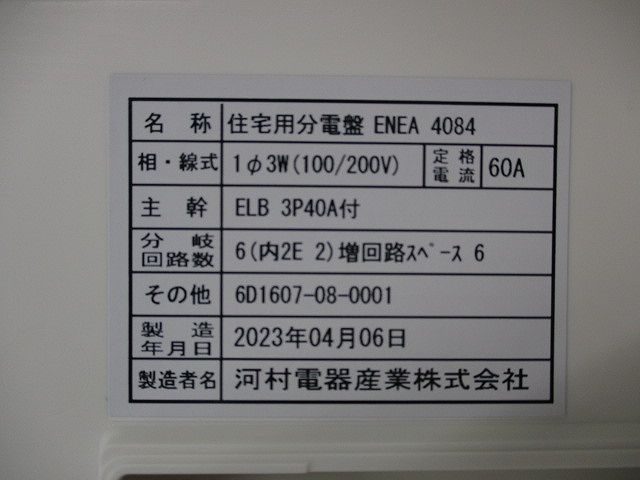 名 称 住宅用分電盤 ENEA 4084
相・線式 1φ3W(100/200V) 定格電流 60A
主 幹 ELB 3P40A付
分岐回路数 6(内2E 2)増回路ｽﾍﾟｰｽ 6
その他 6D1607-08-0001
製造年月日 2023年04月06日
製造者名 河村電器産業株式会社